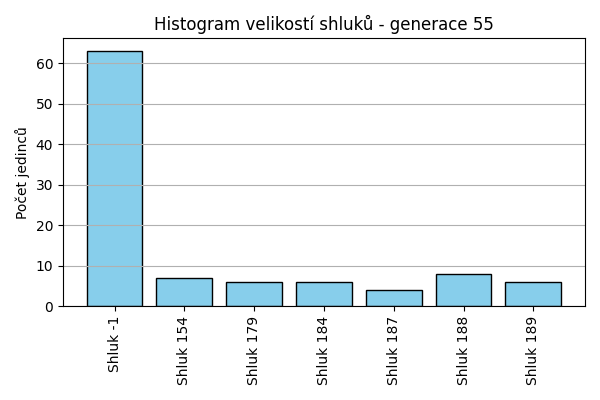 Histogram velikostí shluků - generace 55
Počet jedinců
60
50
40
30
20
10
0
Shluk -1
Shluk 154
Shluk 179
Shluk 184
Shluk 187
Shluk 188
Shluk 189